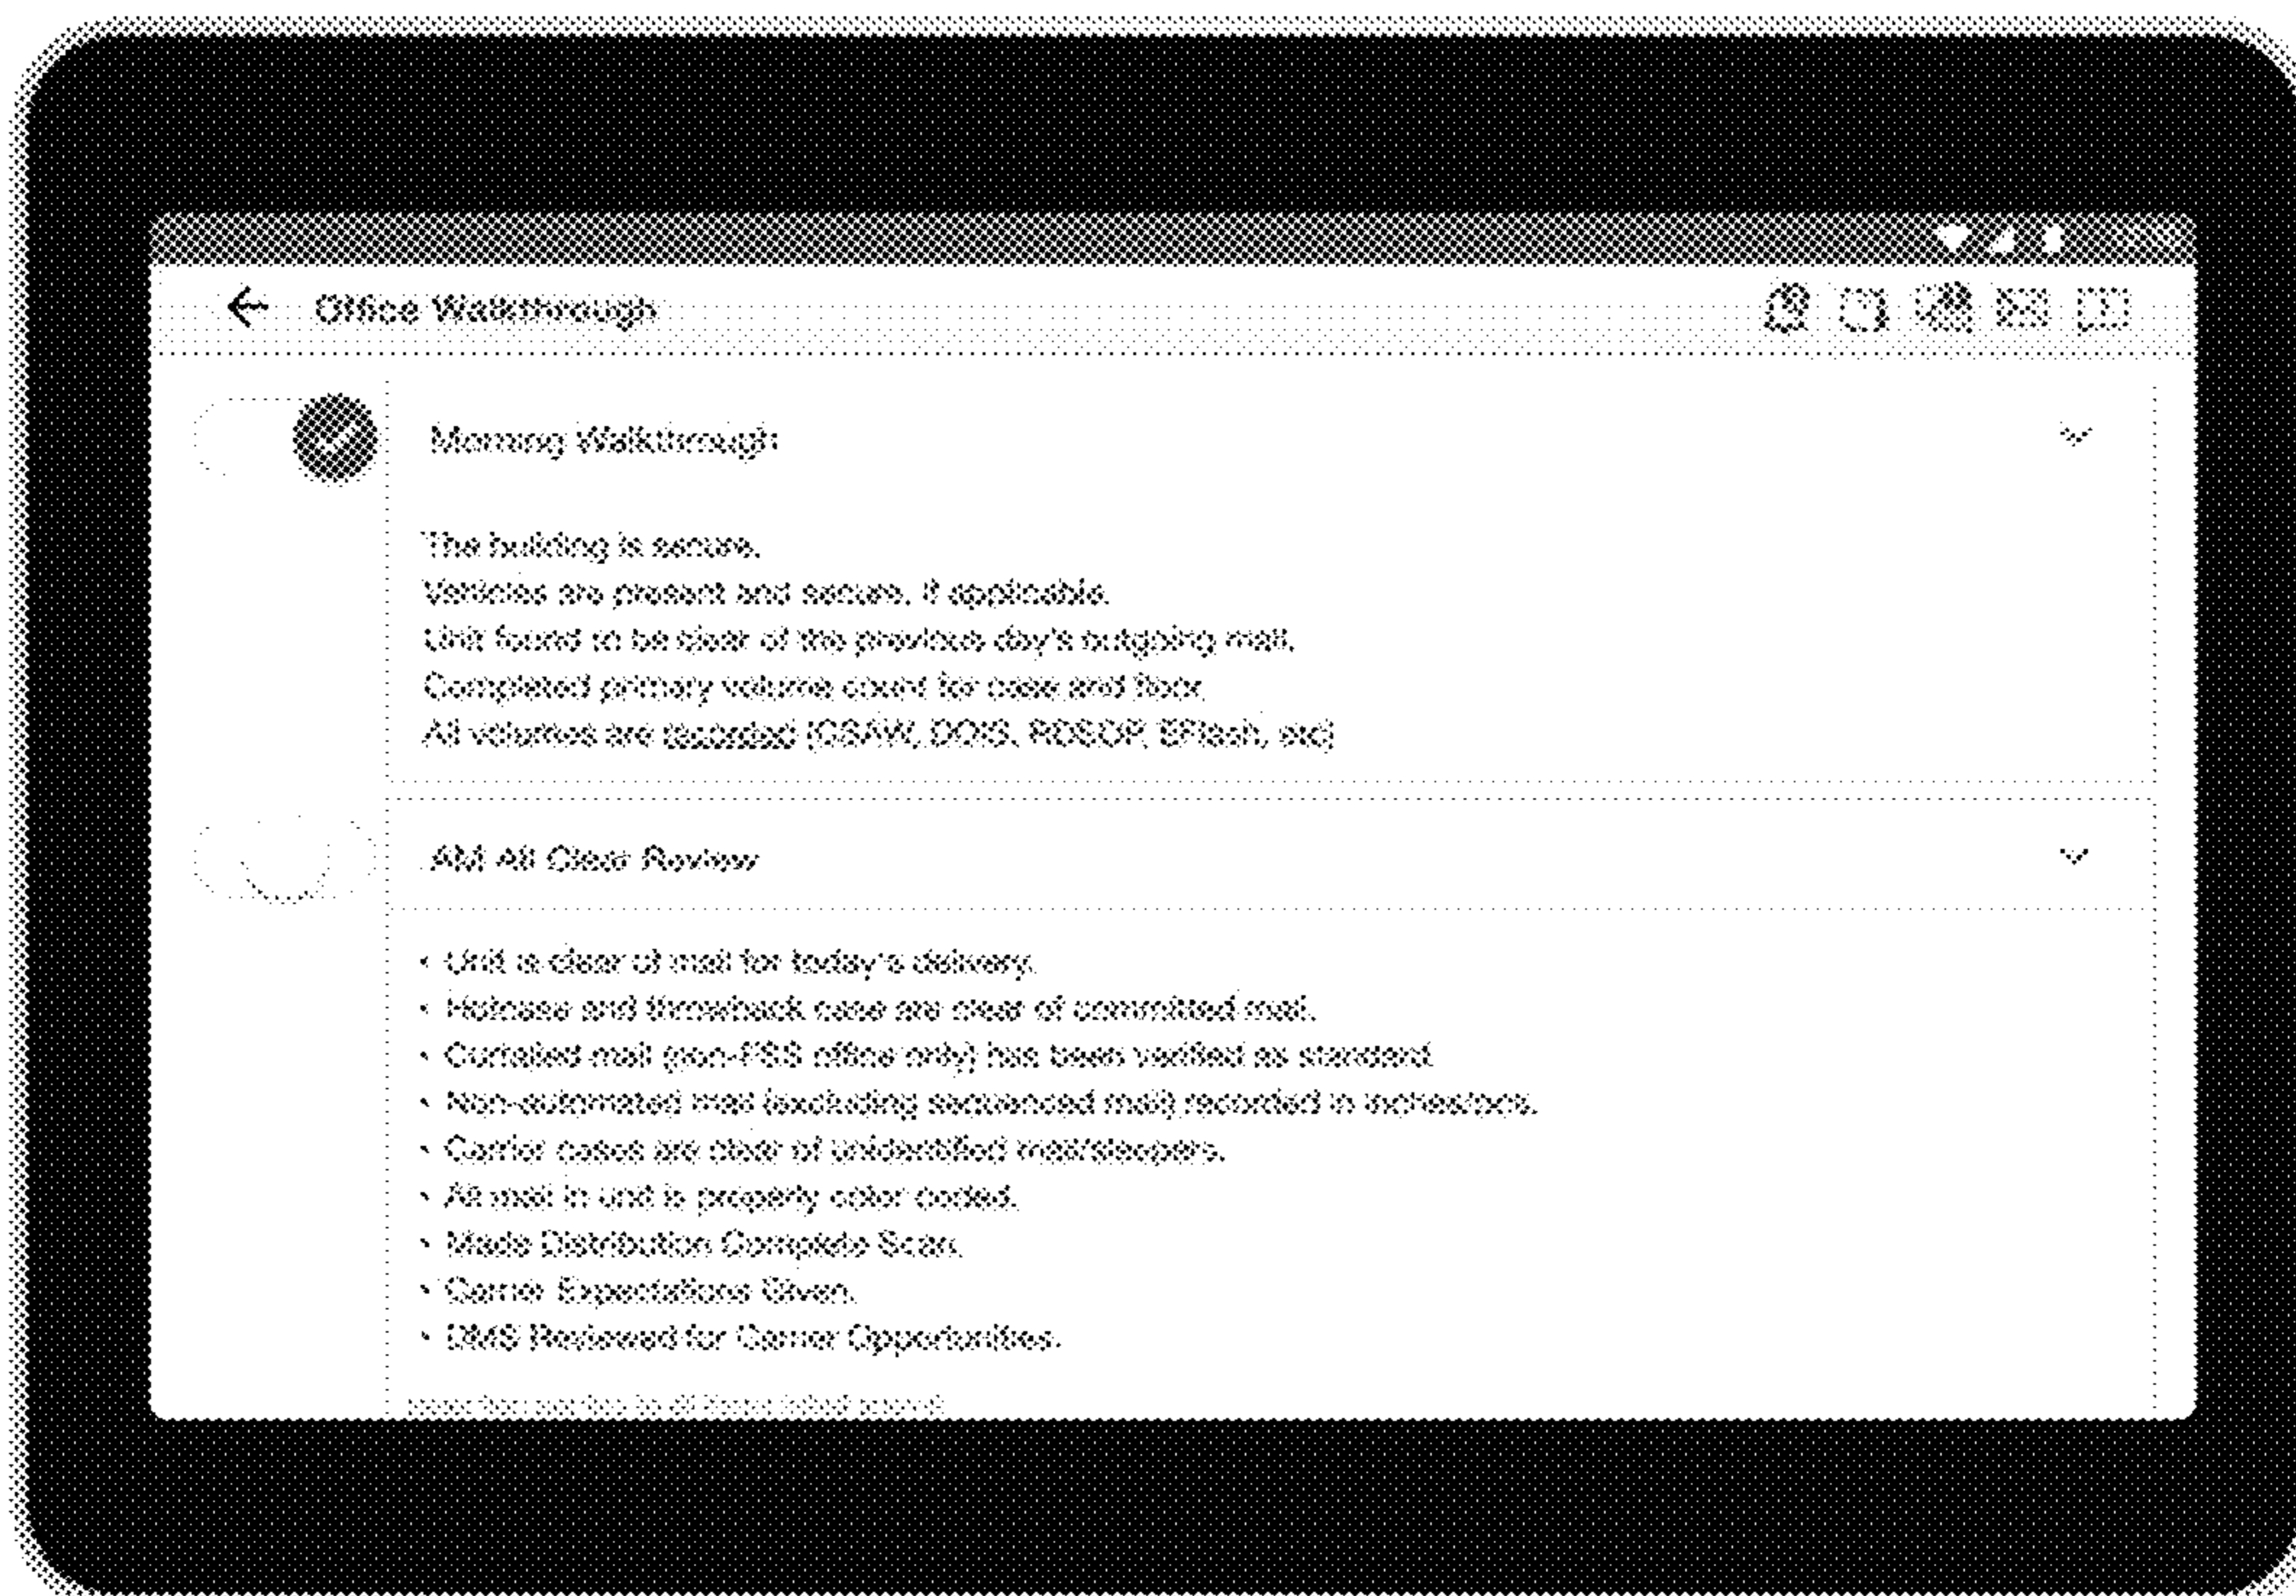 Office Walkthrough
Morning Walkthrough
The building is secure.
Vehicles are present and secure, if applicable.
Unit found to be clear of the previous day's outgoing mail.
Completed primary volume count for case and floor.
All volumes are recorded (CSAW, DOIS, RDSOP, EFlash, etc)
AM All Clear Review
• Unit is clear of mail for today's delivery.
• Hotcase and throwback case are clear of committed mail.
• Curtailed mail (non-FSS office only) has been verified as standard.
• Non-automated mail (excluding sequenced mail) recorded in inches/pcs.
• Carrier cases are clear of unidentified mail/sleepers.
• All mail in unit is properly color coded.
• Made Distribution Complete Scan.
• Carrier Expectations Given.
• DMS Reviewed for Carrier Opportunities.